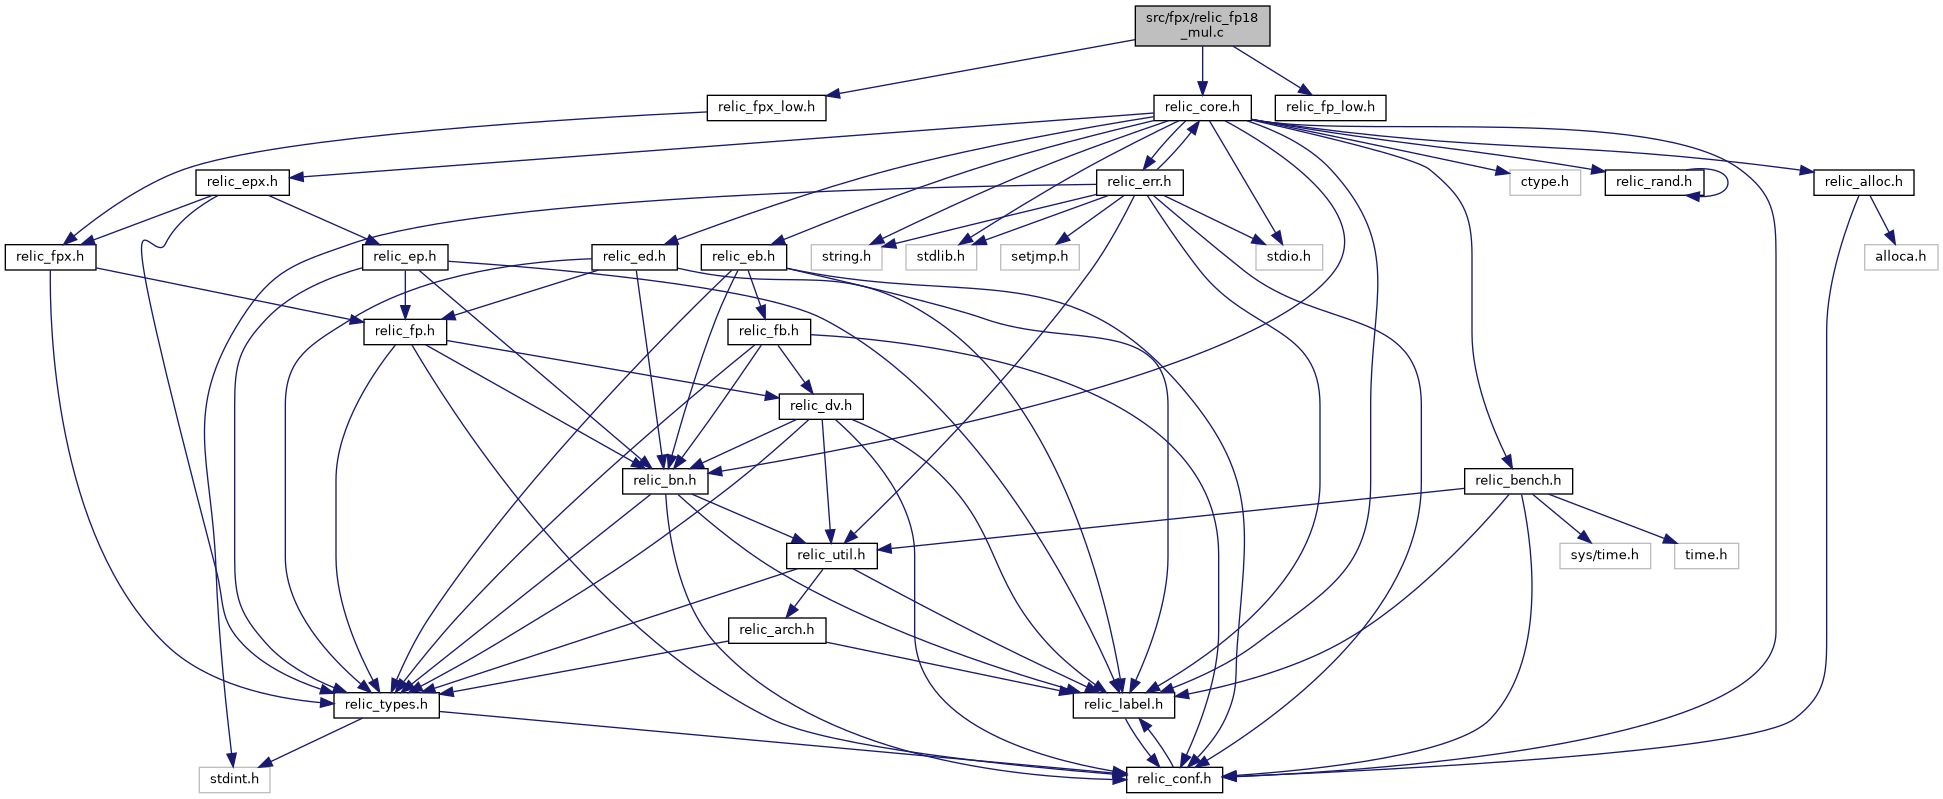 src/fpx/relic_fp18
_mul.c
relic_fpx_low.h
relic_core.h
relic_fp_low.h
relic_epx.h
relic_err.h
ctype.h
relic_rand.h
relic_alloc.h
relic_fpx.h
relic_ep.h
relic_ed.h
relic_eb.h
string.h
stdlib.h
setjmp.h
stdio.h
alloca.h
relic_fp.h
relic_fb.h
relic_dv.h
relic_bn.h
relic_bench.h
relic_util.h
sys/time.h
time.h
relic_arch.h
relic_types.h
relic_label.h
stdint.h
relic_conf.h